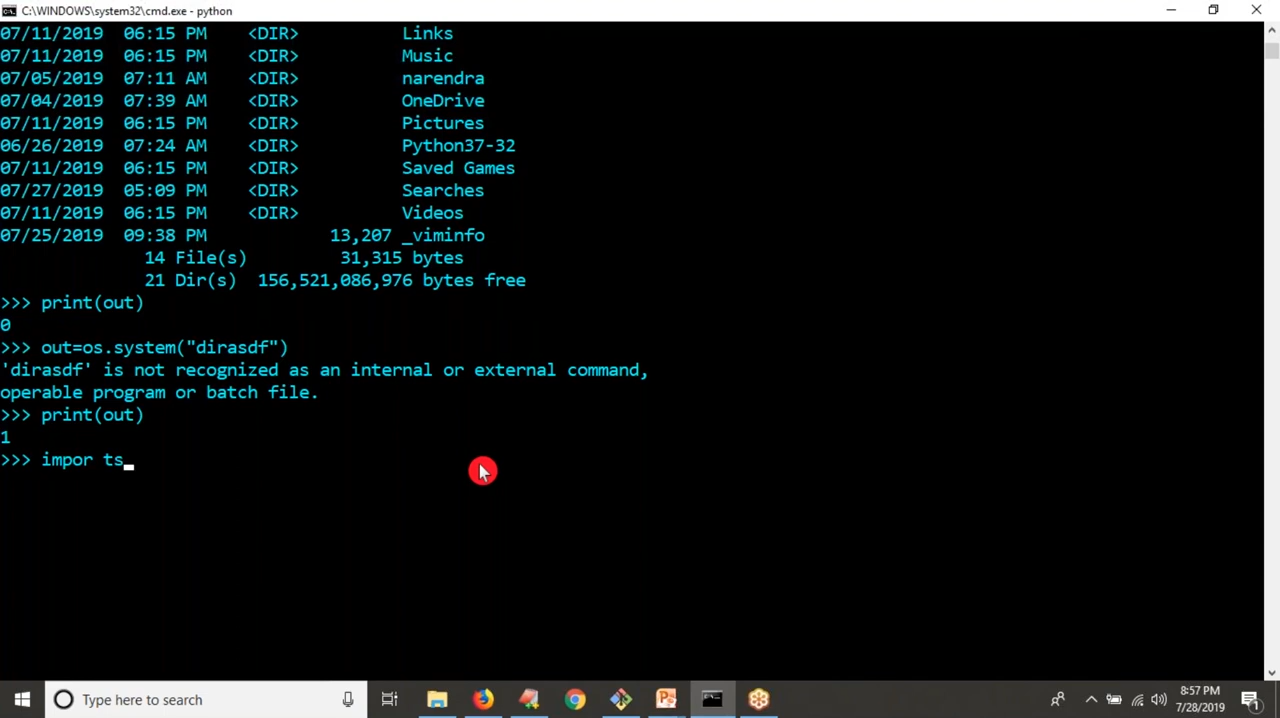 C:\WINDOWS\system32\cmd.exe - python
07/11/2019  06:15 PM    <DIR>          Links
07/11/2019  06:15 PM    <DIR>          Music
07/05/2019  07:11 AM    <DIR>          narendra
07/04/2019  07:39 AM    <DIR>          OneDrive
07/11/2019  06:15 PM    <DIR>          Pictures
06/26/2019  07:24 AM    <DIR>          Python37-32
07/11/2019  06:15 PM    <DIR>          Saved Games
07/27/2019  05:09 PM    <DIR>          Searches
07/11/2019  06:15 PM    <DIR>          Videos
07/25/2019  09:38 PM            13,207 _viminfo
14 File(s)         31,315 bytes
21 Dir(s)  156,521,086,976 bytes free
>>> print(out)
0
>>> out=os.system("dirasdf")
'dirasdf' is not recognized as an internal or external command,
operable program or batch file.
>>> print(out)
1
>>> impor ts_
Type here to search
8:57 PM
7/28/2019
1